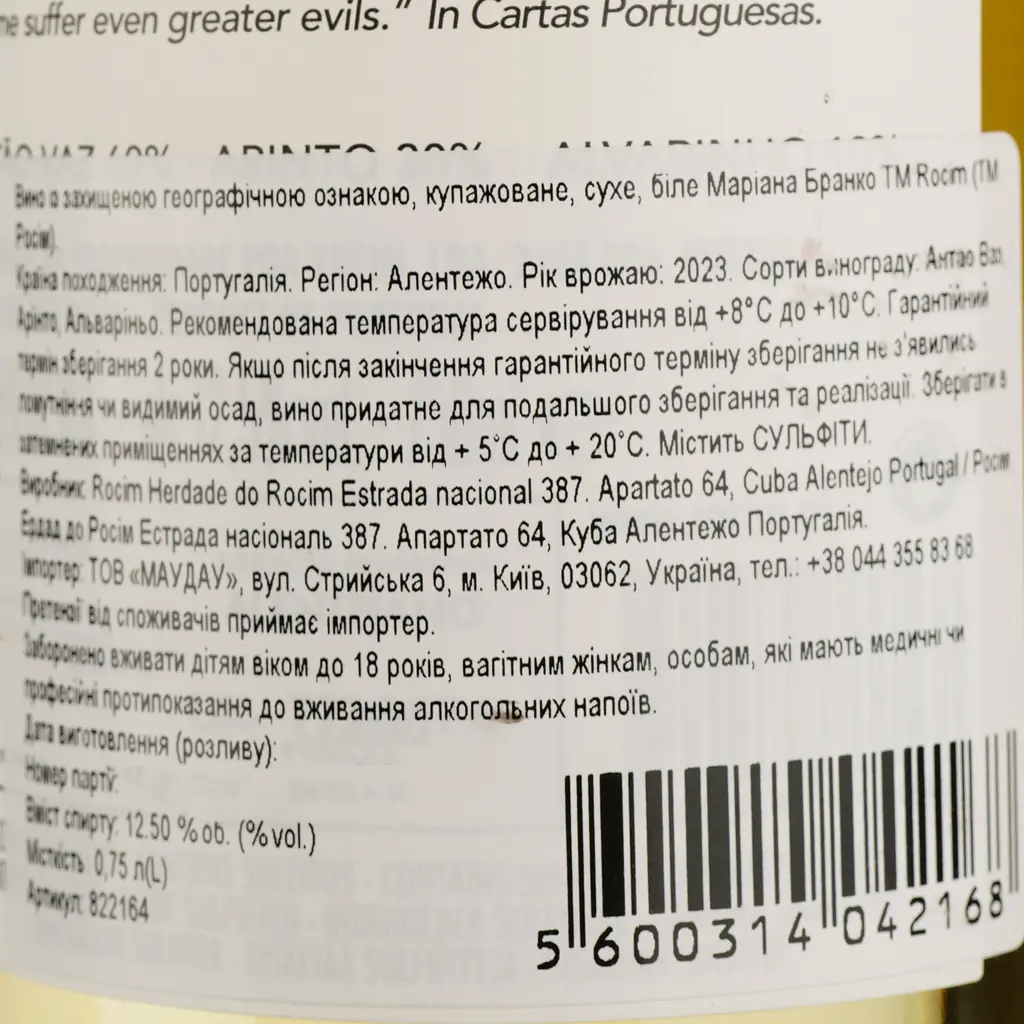 me suffer even greater evils." In Cartas Portuguesas.
VAZ 60% ARINTO 30% ALVARINHO 10%
Вино з захищеною географічною ознакою, купажоване, сухе, біле Маріана Бранко ТМ Rocim (ТМ
Росім).
Країна походження: Португалія. Регіон: Алентежо. Рік врожаю: 2023. Сорти винограду: Антао Ваз,
Арінто, Альваріньо. Рекомендована температура сервірування від +8°C до +10°C. Гарантійний
термін зберігання 2 роки. Якщо після закінчення гарантійного терміну зберігання не з'явились
помутніння чи видимий осад, вино придатне для подальшого зберігання та реалізації. Зберігати в
затемнених приміщеннях за температури від + 5°C до + 20°C. Містить СУЛЬФІТИ.
Виробник: Rocim Herdade do Rocim Estrada nacional 387. Apartato 64, Cuba Alentejo Portugal / Росім
Ердад до Росім Естрада насіональ 387. Апартато 64, Куба Алентежо Португалія.
Імпортер: ТОВ «МАУДАУ», вул. Стрийська 6, м. Київ, 03062, Україна, тел.: +38 044 355 83 68
Претензії від споживачів приймає імпортер.
Заборонено вживати дітям віком до 18 років, вагітним жінкам, особам, які мають медичні чи
професійні протипоказання до вживання алкогольних напоїв.
Дата виготовлення (розливу):
Номер партії:
Вміст спирту: 12.50 % об. (% vol.)
Місткість: 0,75 л(L)
Артикул: 822164
5 600314 042168